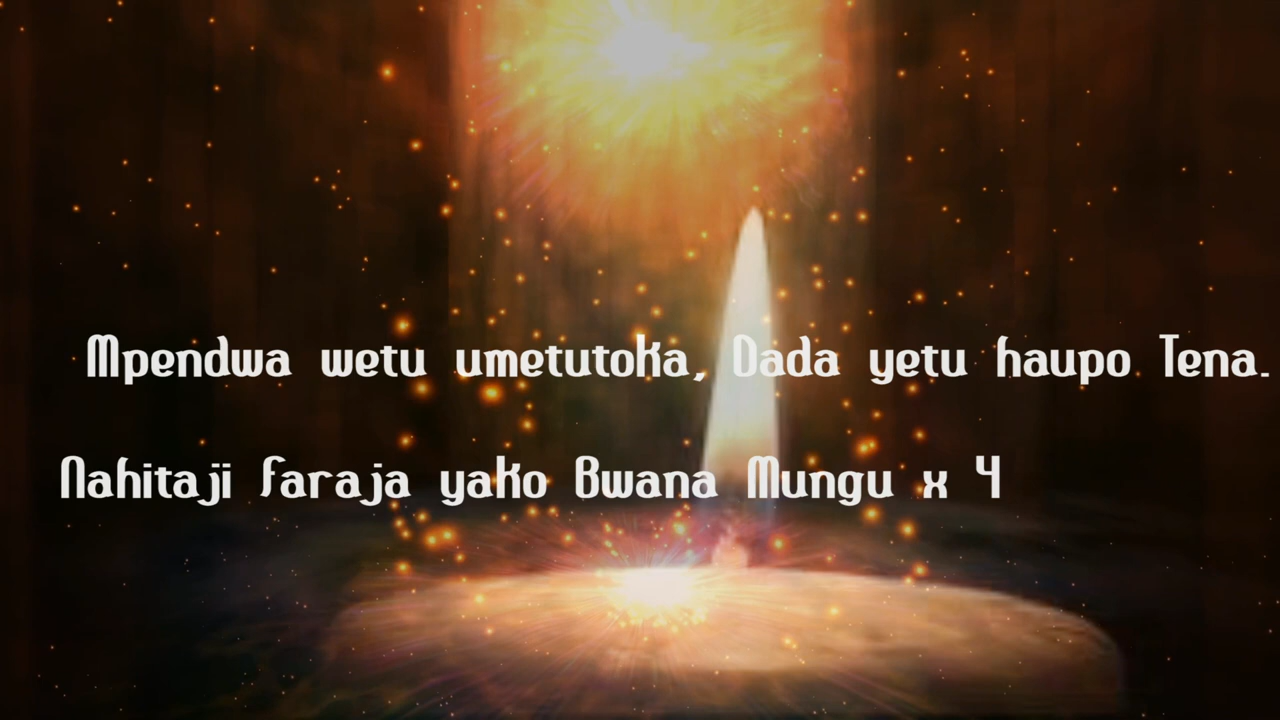 Mpendwa wetu umetutoka, Dada yetu haupo Tena.
Nahitaji faraja yako Bwana Mungu x 4